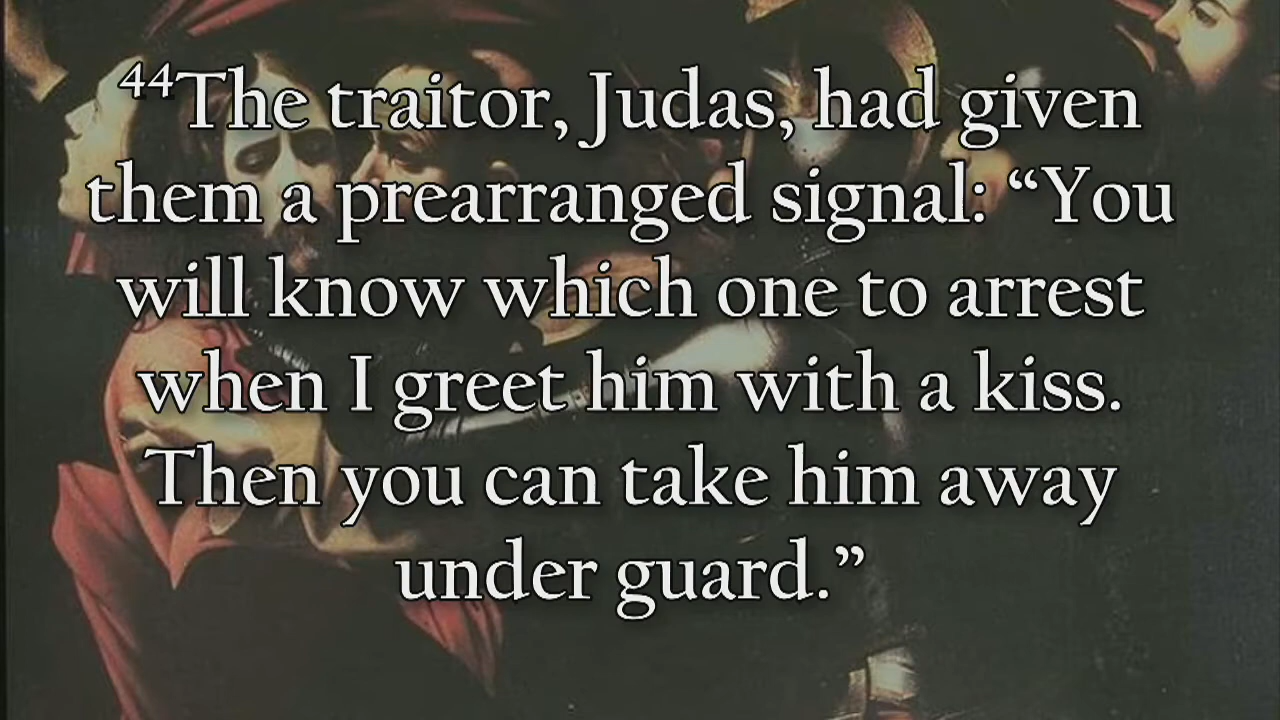 ⁴⁴The traitor, Judas, had given
them a prearranged signal: “You
will know which one to arrest
when I greet him with a kiss.
Then you can take him away
under guard.”